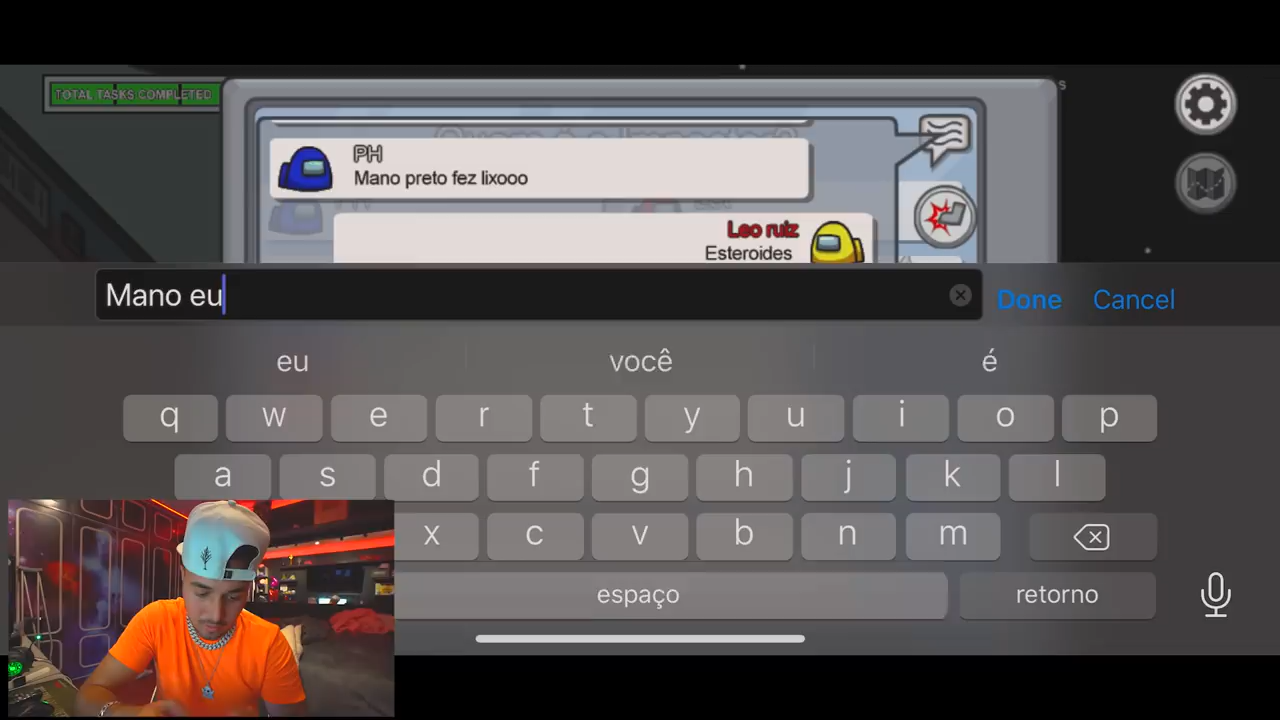 TOTAL TASKS COMPLETED
PH
Mano preto fez lixooo
Leo ruiz
Esteroides
Mano eu
Done
Cancel
eu
você
é
q w e r t y u i o p
a s d f g h j k l
x c v b n m
espaço
retorno